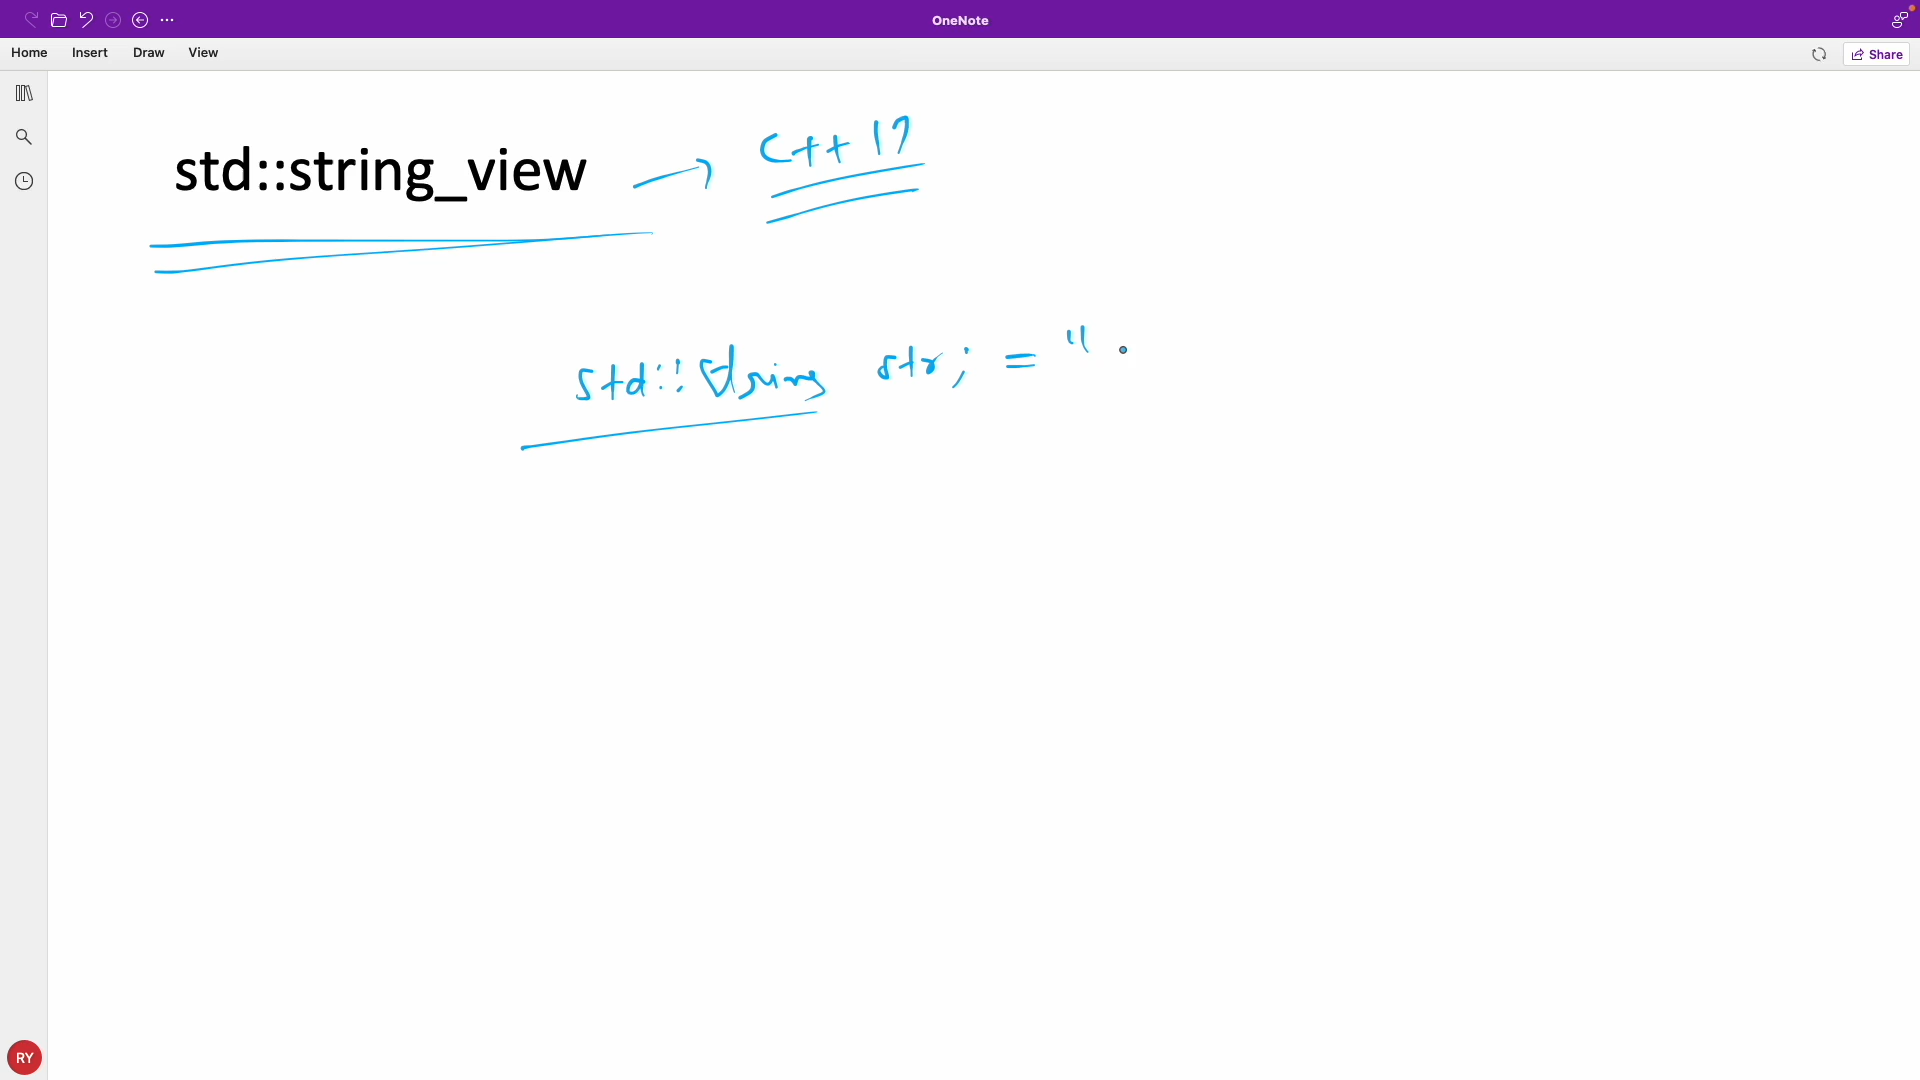 OneNote
Home Insert Draw View Share
std::string_view → C++ 17
std::string str; = "
RY